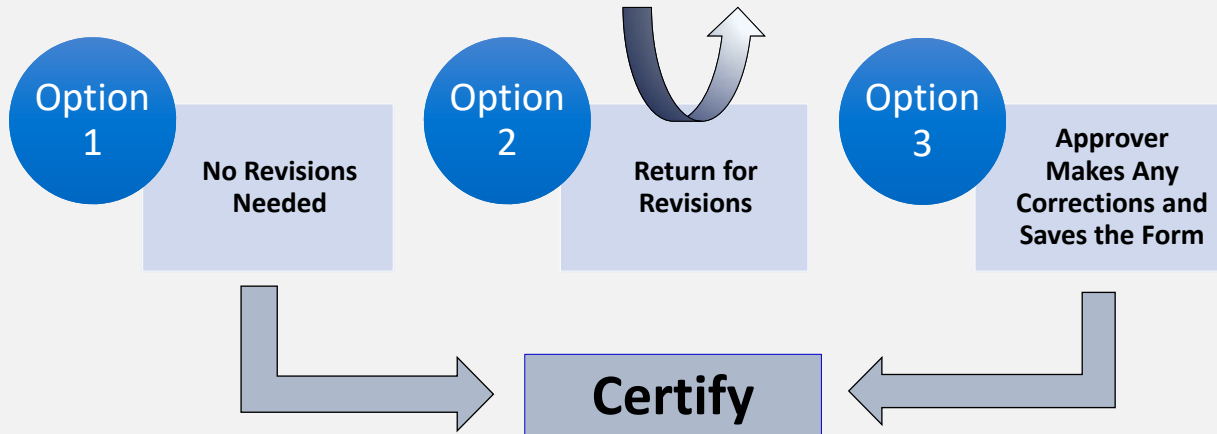 Option
1
No Revisions
Needed
Option
2
Return for
Revisions
Option
3
Approver
Makes Any
Corrections and
Saves the Form
Certify